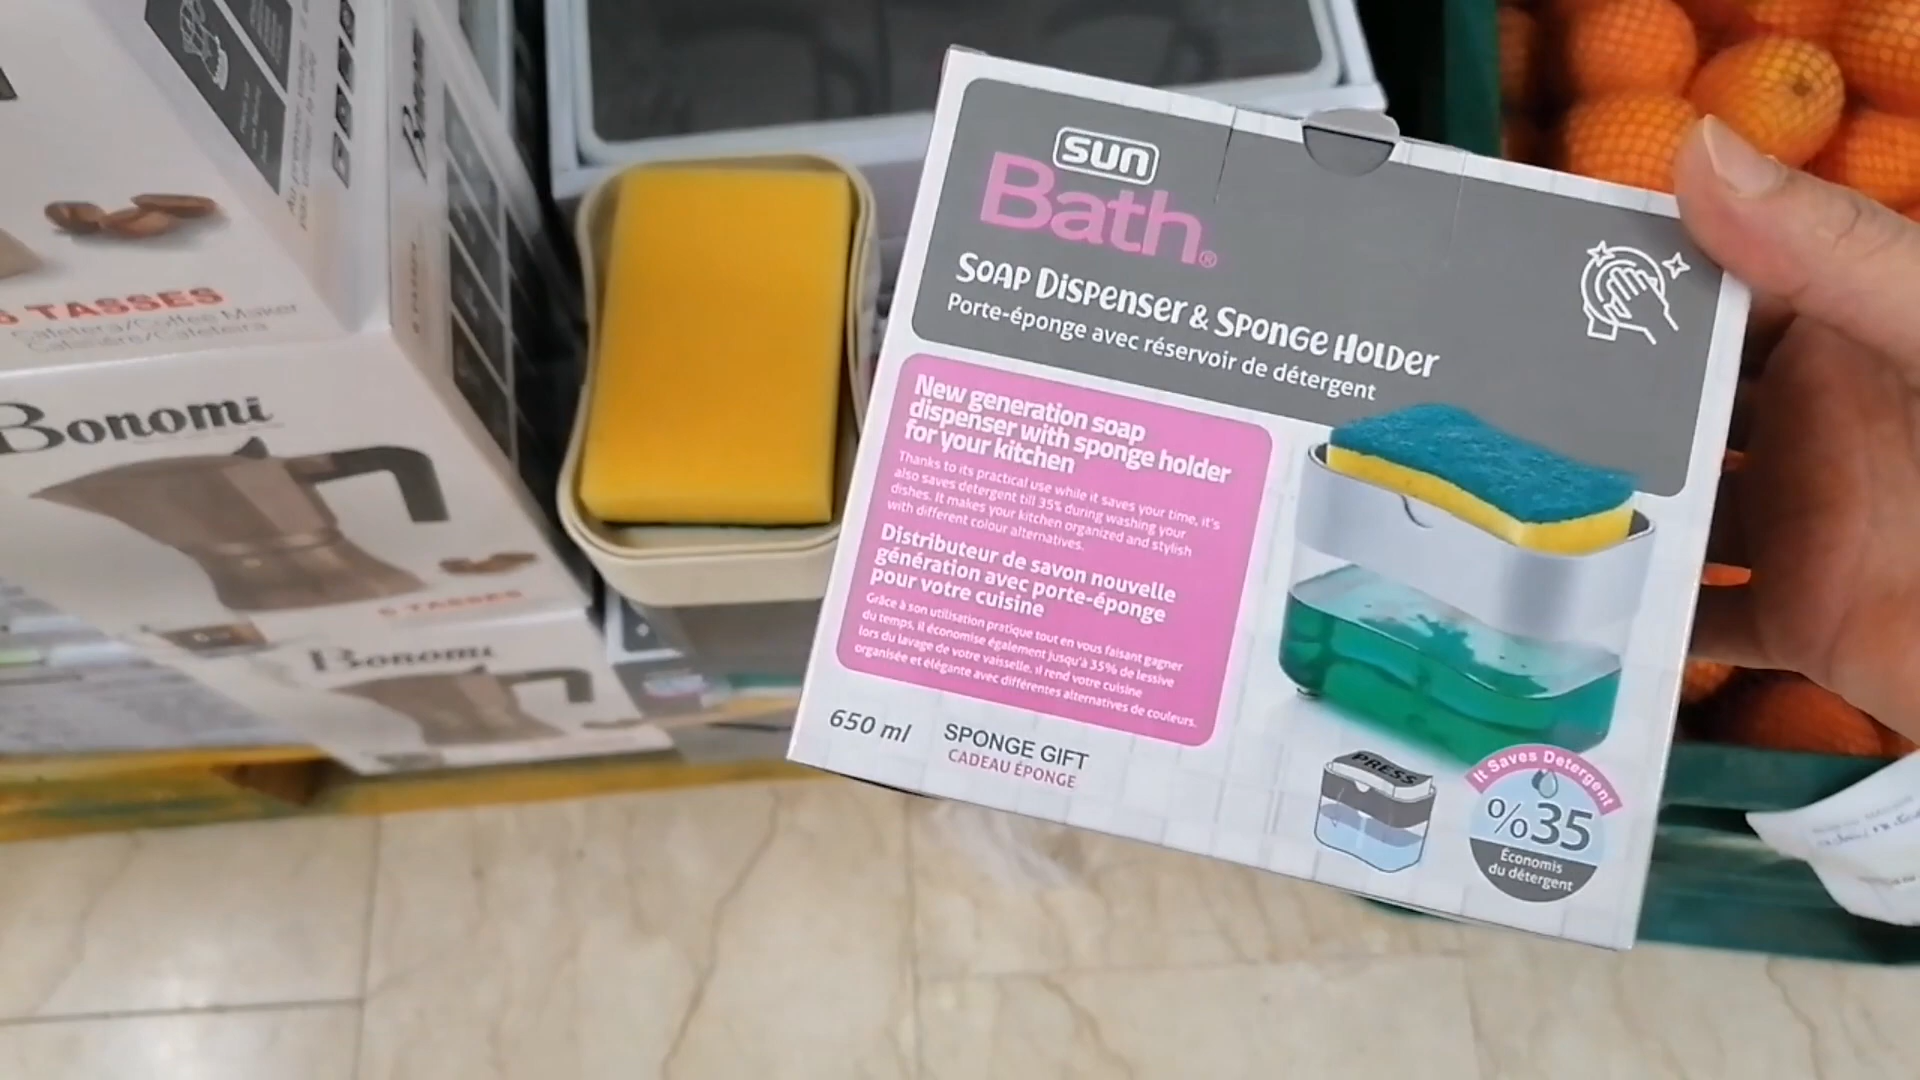 sun
Bath®
Soap Dispenser & Sponge Holder
Porte-éponge avec réservoir de détergent
New generation soap
dispenser with sponge holder
for your kitchen
Thanks to its practical use while it saves your time, it's
also saves detergent till 35% during washing your
dishes. It makes your kitchen organized and stylish
with different colour alternatives.
Distributeur de savon nouvelle
génération avec porte-éponge
pour votre cuisine
Grâce à son utilisation pratique tout en vous faisant gagner
du temps, il économise également jusqu'à 35% de lessive
lors du lavage de votre vaisselle. Il rend votre cuisine
organisée et élégante avec différentes alternatives de couleurs.
650 ml
SPONGE GIFT
CADEAU ÉPONGE
PRESS
It Saves Detergent
%35
Économis
du détergent
6 TASSES
Cafetera/Coffee Maker
Cafetière/Cafeteira
Bonomi
6 TASSES
Bonomi